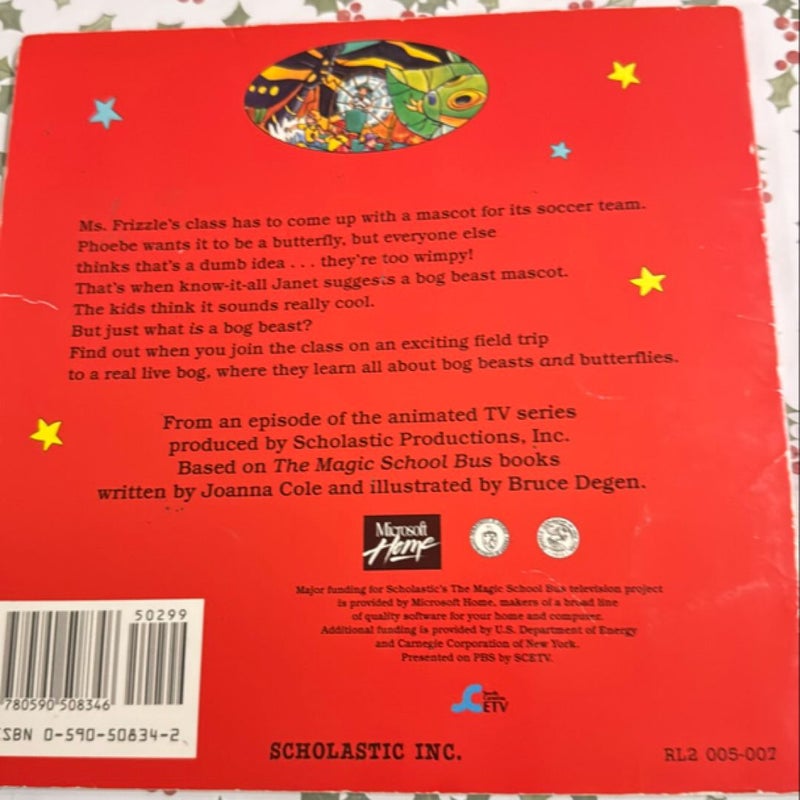 Ms. Frizzle's class has to come up with a mascot for its soccer team.
Phoebe wants it to be a butterfly, but everyone else
thinks that's a dumb idea . . . they're too wimpy!
That's when know-it-all Janet suggests a bog beast mascot.
The kids think it sounds really cool.
But just what is a bog beast?
Find out when you join the class on an exciting field trip
to a real live bog, where they learn all about bog beasts and butterflies.
From an episode of the animated TV series
produced by Scholastic Productions, Inc.
Based on The Magic School Bus books
written by Joanna Cole and illustrated by Bruce Degen.
Microsoft
Home
Major funding for Scholastic's The Magic School Bus television project
is provided by Microsoft Home, makers of a broad line
of quality software for your home and computer.
Additional funding is provided by U.S. Department of Energy
and Carnegie Corporation of New York.
Presented on PBS by SCETV.
South
Carolina
ETV
50299
780590 508346
ISBN 0-590-50834-2
SCHOLASTIC INC.
RL2 005-007